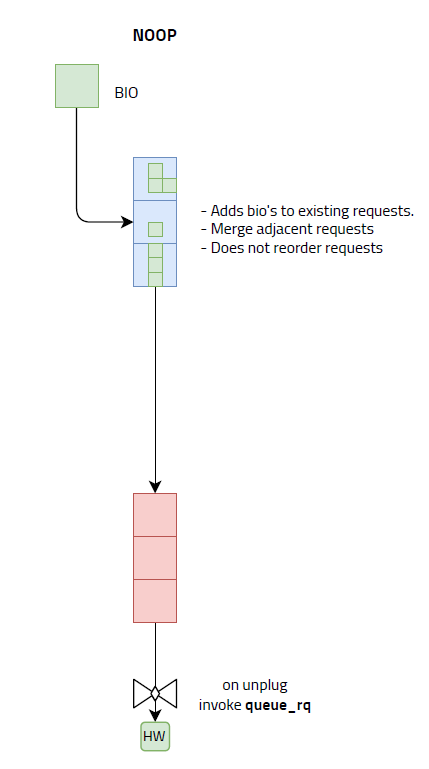 NOOP
BIO
- Adds bio's to existing requests.
- Merge adjacent requests
- Does not reorder requests
on unplug
invoke queue_rq
HW